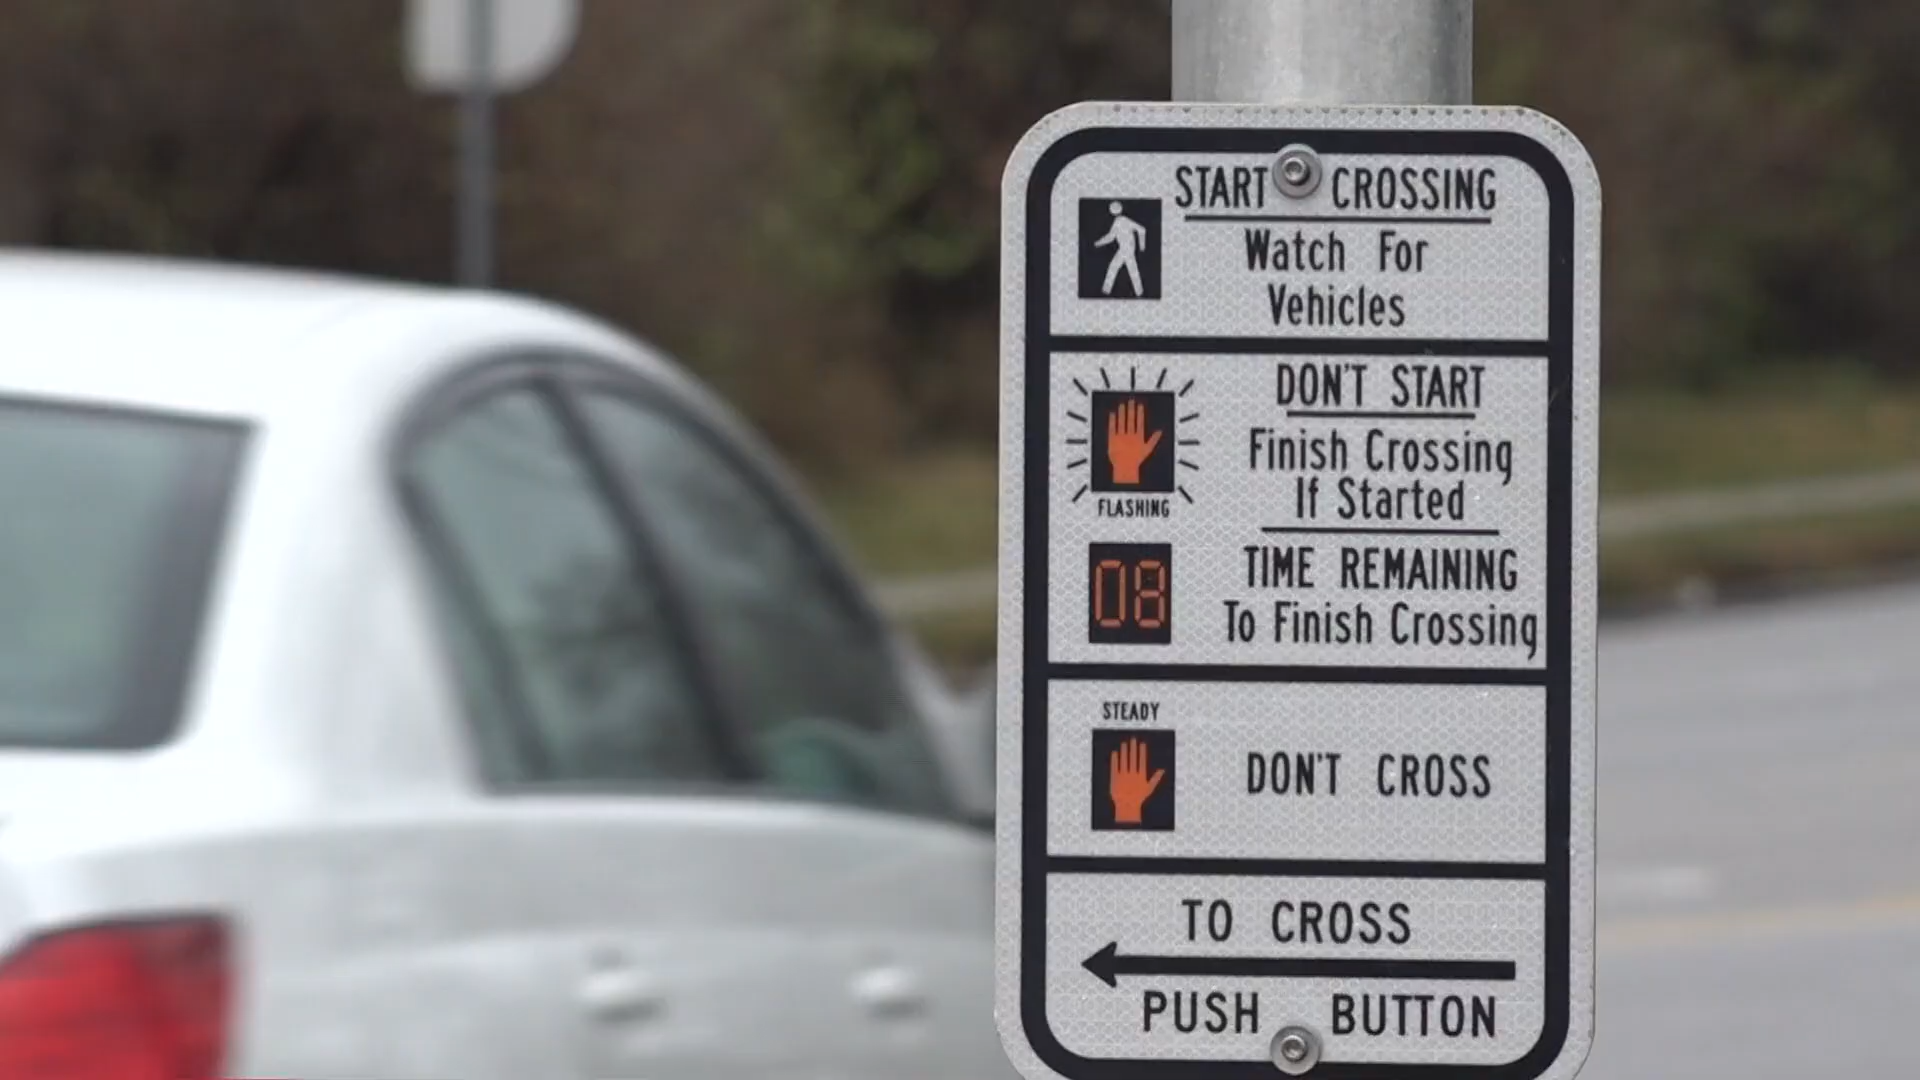 START CROSSING
Watch For
Vehicles
DON'T START
Finish Crossing
If Started
FLASHING
TIME REMAINING
08
To Finish Crossing
STEADY
DON'T CROSS
TO CROSS
PUSH BUTTON